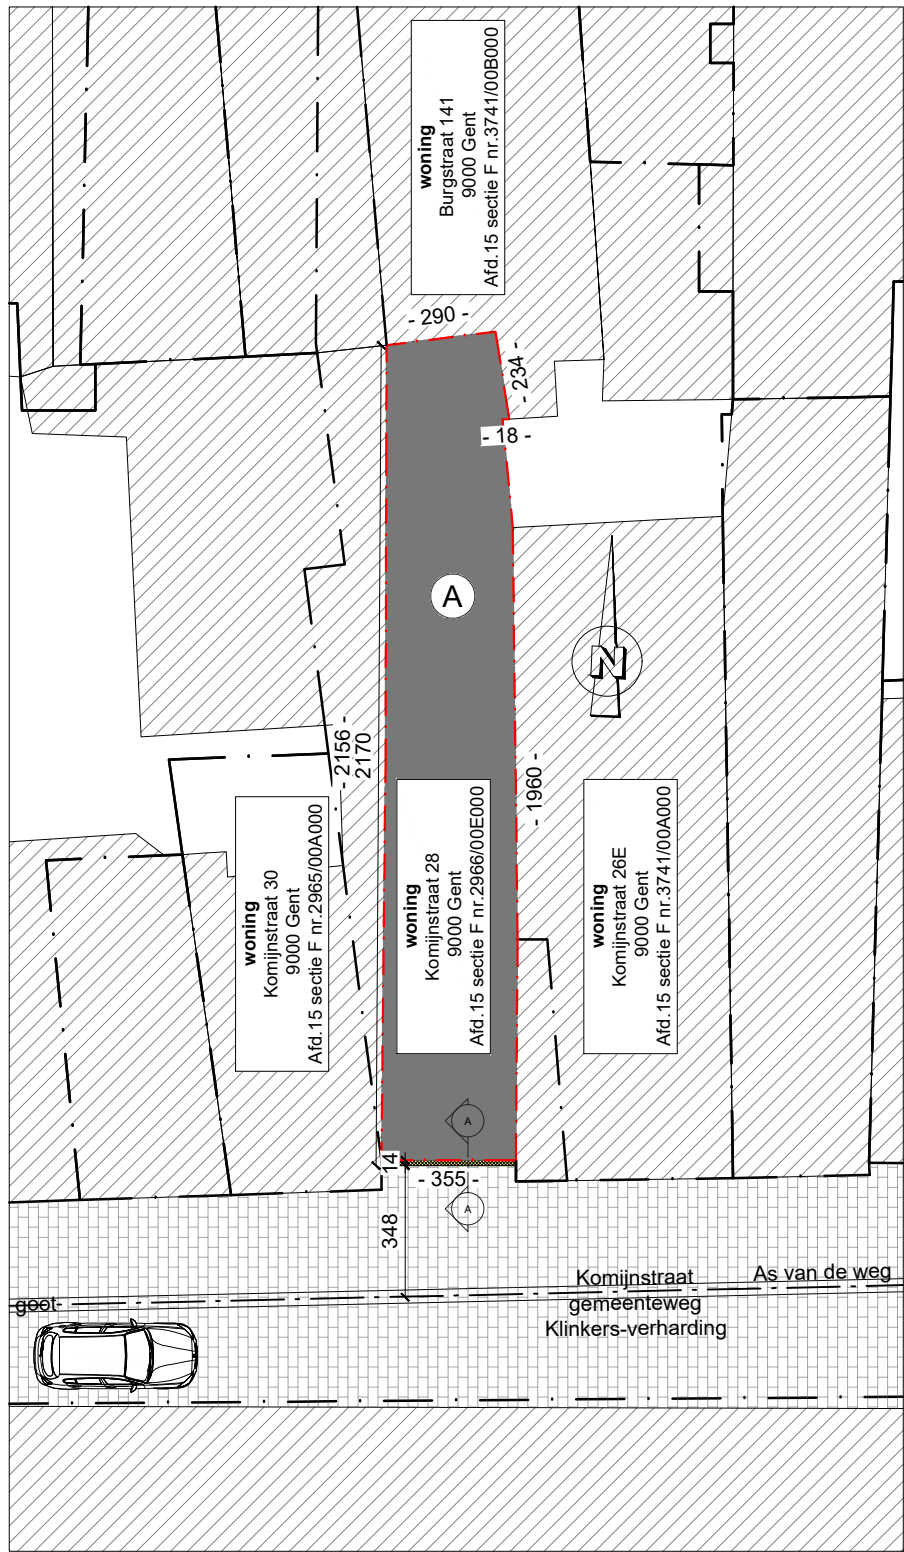 woning
Burgstraat 141
9000 Gent
Afd.15 sectie F nr.3741/00B000
- 290 -
- 234 -
- 18 -
A
N
- 2156 -
2170
- 1960 -
woning
Komijnstraat 30
9000 Gent
Afd.15 sectie F nr.2965/00A000
woning
Komijnstraat 28
9000 Gent
Afd.15 sectie F nr.2966/00E000
woning
Komijnstraat 26E
9000 Gent
Afd.15 sectie F nr.3741/00A000
A
14
- 355 -
A
348
goot
Komijnstraat
gemeenteweg
Klinkers-verharding
As van de weg